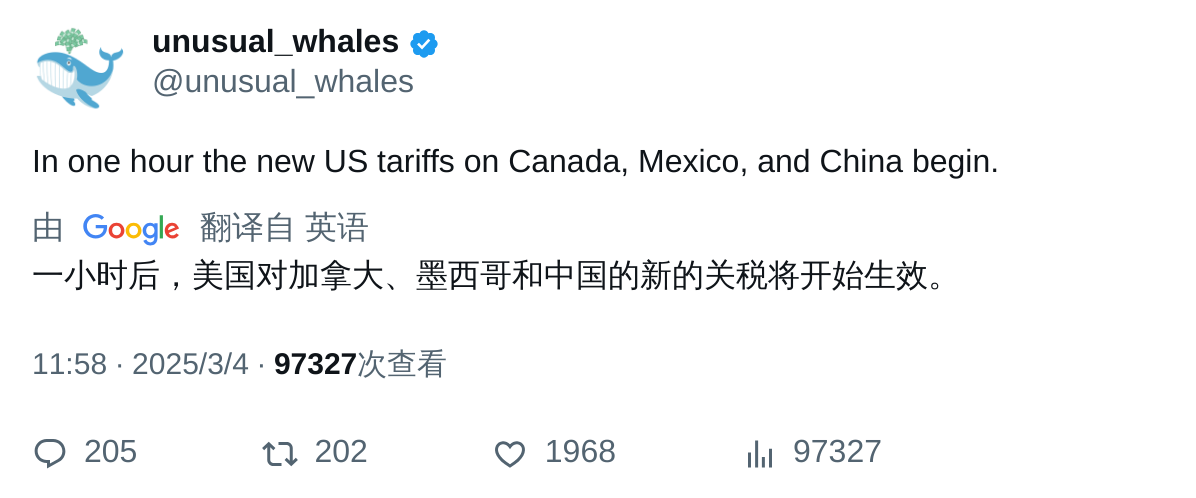 unusual_whales
@unusual_whales
In one hour the new US tariffs on Canada, Mexico, and China begin.
由 Google 翻译自 英语
一小时后，美国对加拿大、墨西哥和中国的新的关税将开始生效。
11:58 · 2025/3/4 · 97327次查看
205 202 1968 97327